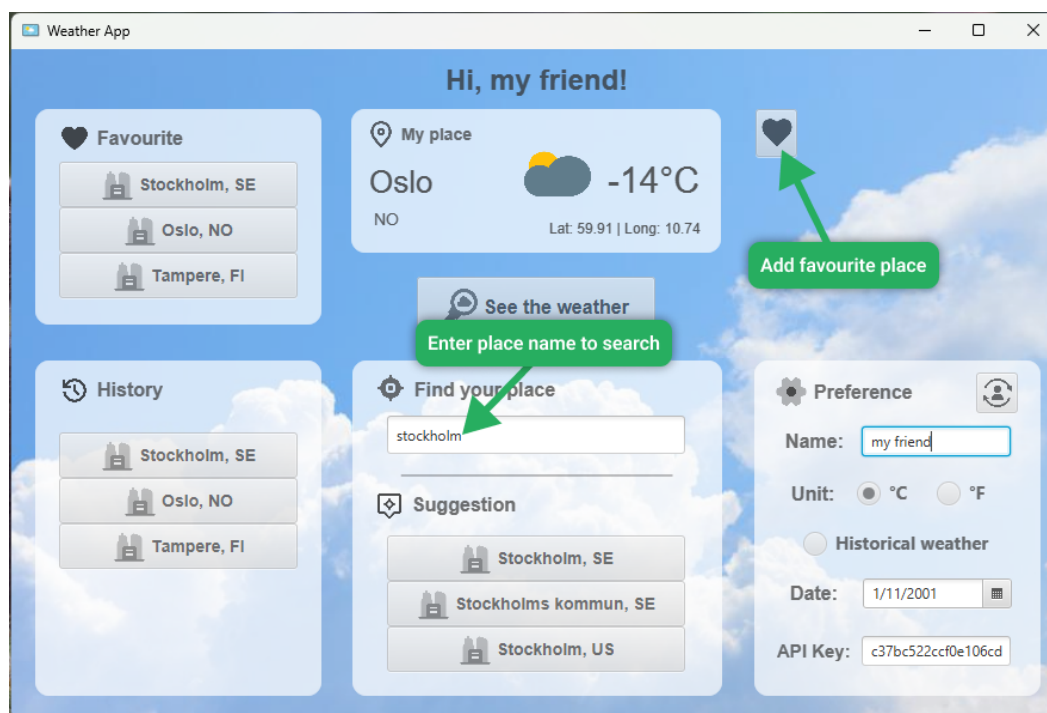 Weather App
Hi, my friend!
Favourite
Stockholm, SE
Oslo, NO
Tampere, FI
My place
Oslo
-14°C
NO
Lat: 59.91 | Long: 10.74
Add favourite place
See the weather
Enter place name to search
History
Stockholm, SE
Oslo, NO
Tampere, FI
Find your place
stockholm
Suggestion
Stockholm, SE
Stockholms kommun, SE
Stockholm, US
Preference
Name: my friend
Unit: °C °F
Historical weather
Date: 1/11/2001
API Key: c37bc522ccf0e106cd